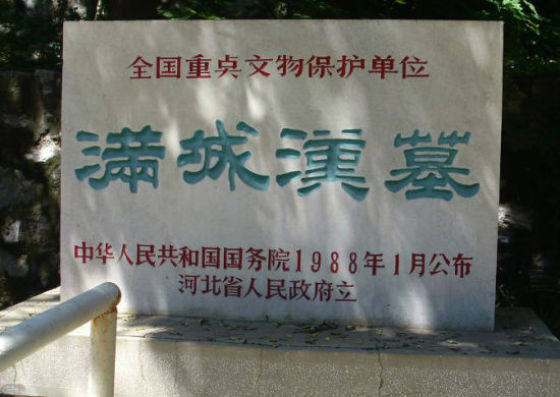 全国重点文物保护单位
满城漢墓
中华人民共和国国务院1988年1月公布
河北省人民政府立